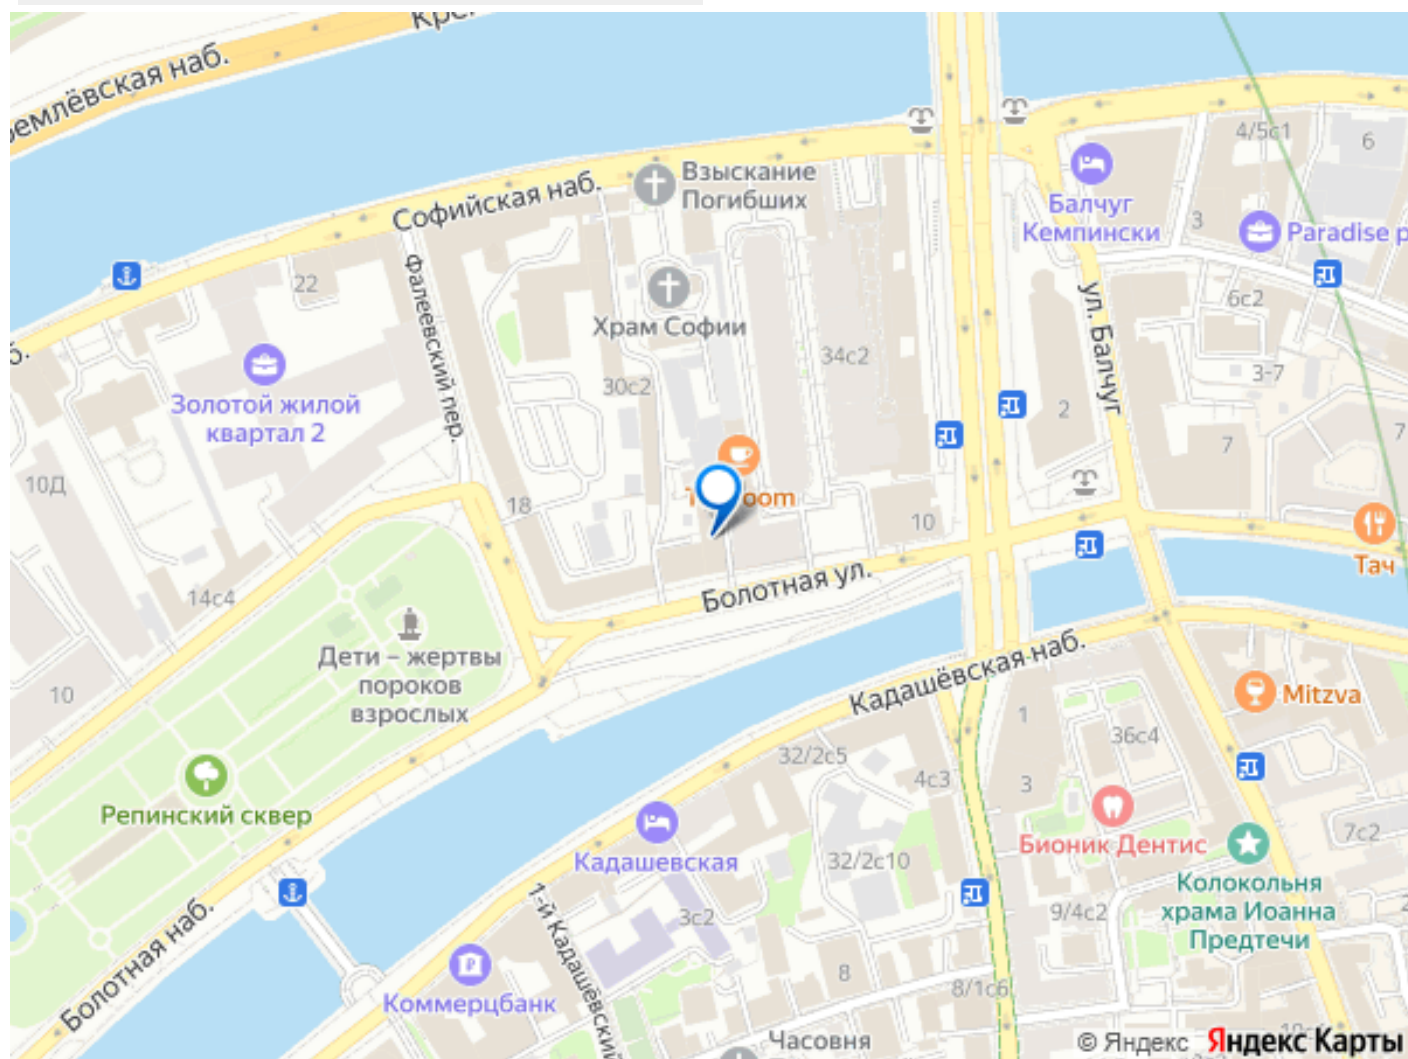 Кремлёвская наб.
4/5с1
6
Взыскание
Погибших
Софийская наб.
Балчуг
Кемпински
3
Paradise p
22
Фалеевский пер.
Храм Софии
6с2
ул. Балчуг
34с2
30с2
3-7
Золотой жилой
квартал 2
2
7
7
10Д
18
10
Тач
Болотная ул.
14с4
Дети – жертвы
пороков
взрослых
10
Кадашёвская наб.
Mitzva
1
36с4
32/2с5
4с3
3
Репинский сквер
Бионик Дентис
7с2
Кадашевская
32/2с10
Колокольня
храма Иоанна
Предтечи
9/4с2
3с2
Болотная наб.
1-й Кадашёвский
Коммерцбанк
8
8/1с6
Часовня
© Яндекс Яндекс Карты